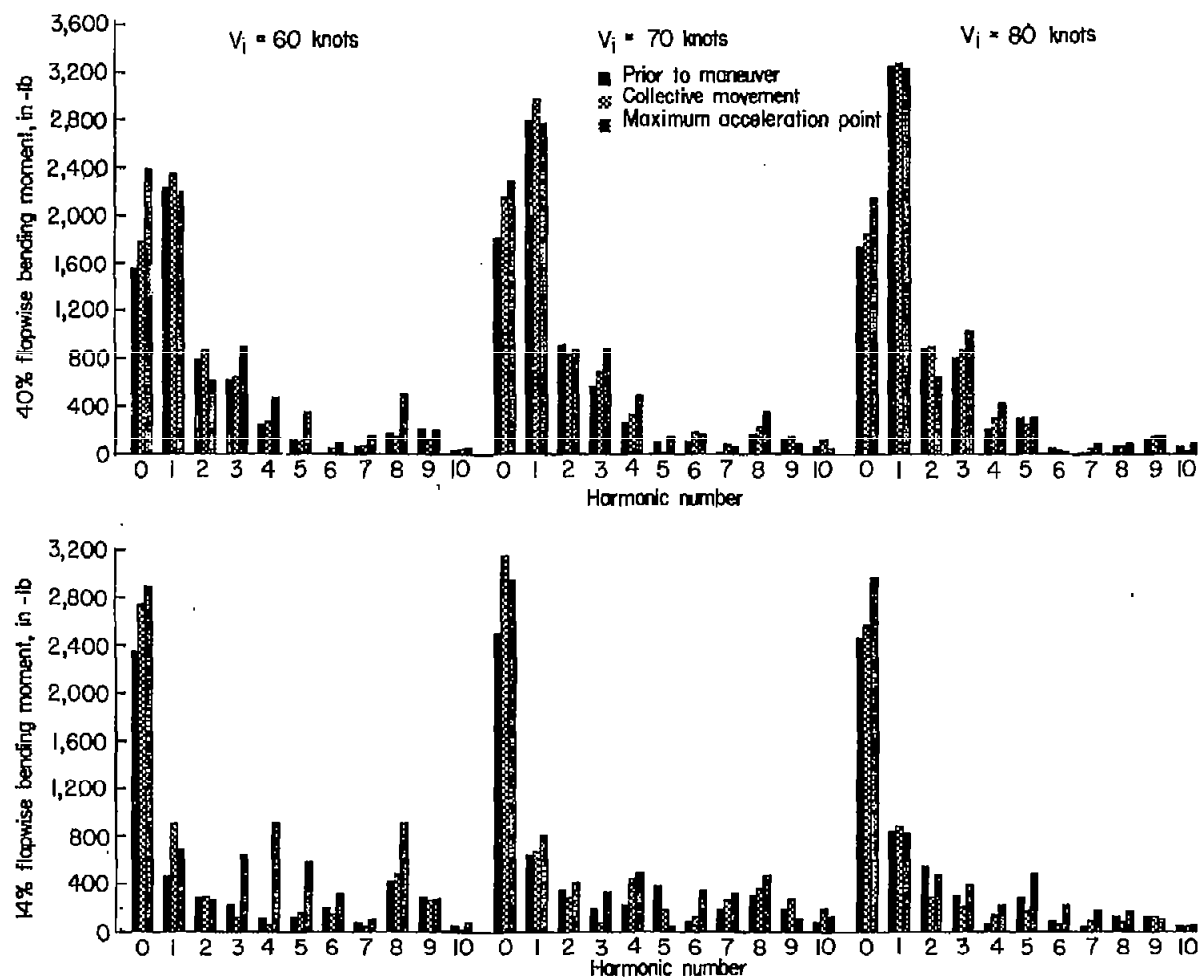 3,600
3,200
2,800
2,400
2,000
1,600
1,200
800
400
0
40% flapwise bending moment, in-lb
V_i = 60 knots
V_i = 70 knots
V_i = 80 knots
Prior to maneuver
Collective movement
Maximum acceleration point
0 1 2 3 4 5 6 7 8 9 10 0 1 2 3 4 5 6 7 8 9 10 0 1 2 3 4 5 6 7 8 9 10
Harmonic number
Harmonic number
3,200
2,800
2,400
2,000
1,600
1,200
800
400
0
14% flapwise bending moment, in-lb
0 1 2 3 4 5 6 7 8 9 10 0 1 2 3 4 5 6 7 8 9 10 0 1 2 3 4 5 6 7 8 9 10
Harmonic number
Harmonic number